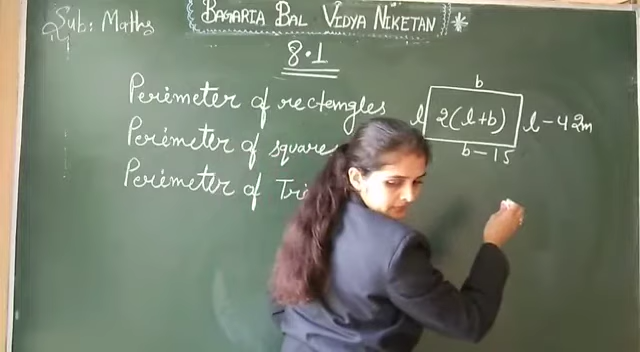 Sub: Maths
BAGARIA BAL VIDYA NIKETAN
8.1
Perimeter of rectangles
Perimeter of square
Perimeter of Tri
b
l 2(l+b) l - 42m
b - 15